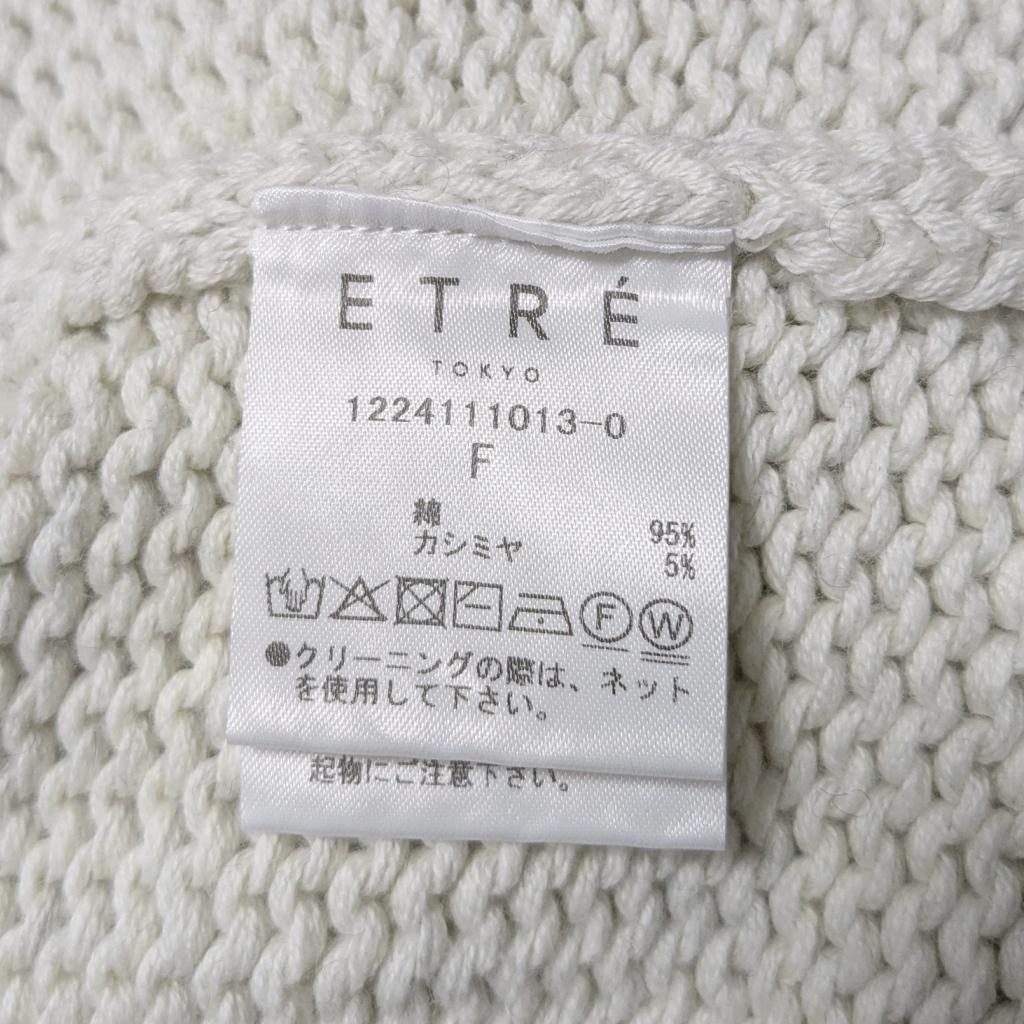 ETRÉ
TOKYO
1224111013-0
F
綿 95%
カシミヤ 5%
F W
●クリーニングの際は、ネット
を使用して下さい。
起物にご注意下さい。